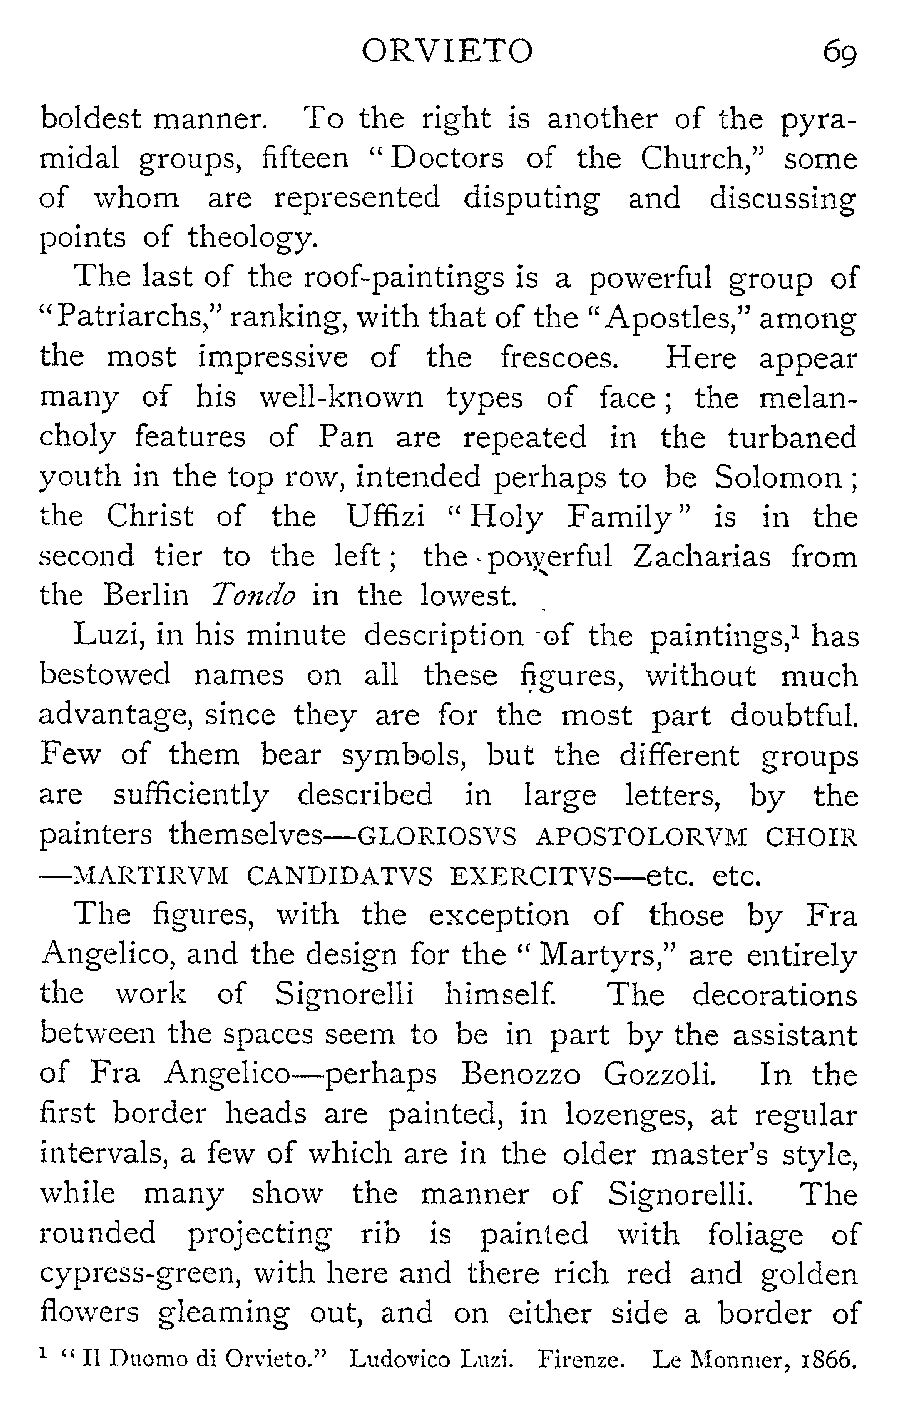 ORVIETO 69
boldest manner. To the right is another of the pyra-
midal groups, fifteen “Doctors of the Church,” some
of whom are represented disputing and discussing
points of theology.
The last of the roof-paintings is a powerful group of
“Patriarchs,” ranking, with that of the “Apostles,” among
the most impressive of the frescoes. Here appear
many of his well-known types of face; the melan-
choly features of Pan are repeated in the turbaned
youth in the top row, intended perhaps to be Solomon;
the Christ of the Uffizi “Holy Family” is in the
second tier to the left; the powerful Zacharias from
the Berlin Tondo in the lowest.
Luzi, in his minute description of the paintings,¹ has
bestowed names on all these figures, without much
advantage, since they are for the most part doubtful.
Few of them bear symbols, but the different groups
are sufficiently described in large letters, by the
painters themselves—GLORIOSVS APOSTOLORVM CHOIR
—MARTIRVM CANDIDATVS EXERCITVS—etc. etc.
The figures, with the exception of those by Fra
Angelico, and the design for the “Martyrs,” are entirely
the work of Signorelli himself. The decorations
between the spaces seem to be in part by the assistant
of Fra Angelico—perhaps Benozzo Gozzoli. In the
first border heads are painted, in lozenges, at regular
intervals, a few of which are in the older master’s style,
while many show the manner of Signorelli. The
rounded projecting rib is painted with foliage of
cypress-green, with here and there rich red and golden
flowers gleaming out, and on either side a border of
¹ “Il Duomo di Orvieto.” Ludovico Luzi. Firenze. Le Monnier, 1866.